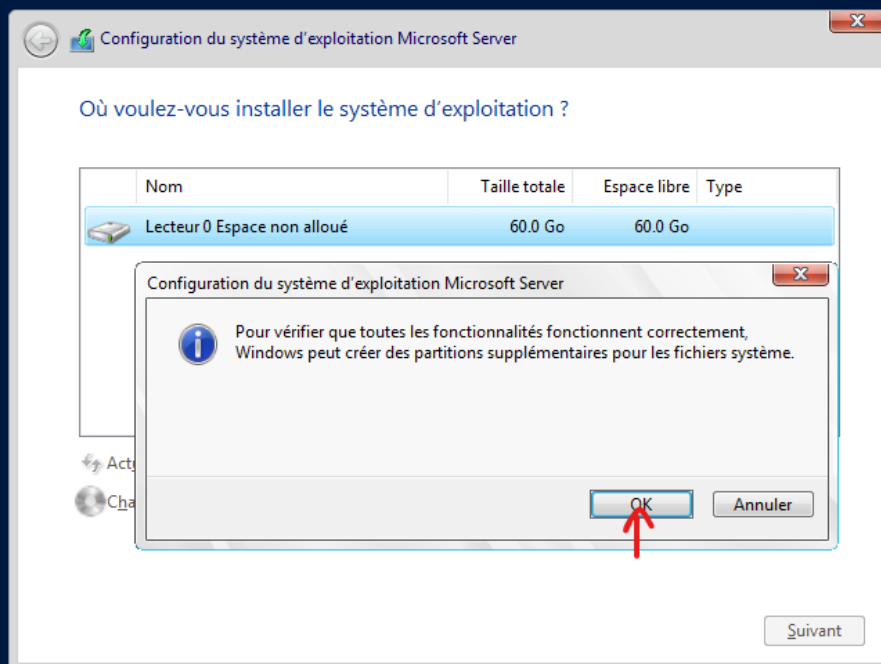 Configuration du système d'exploitation Microsoft Server
Où voulez-vous installer le système d'exploitation ?
Nom Taille totale Espace libre Type
Lecteur 0 Espace non alloué 60.0 Go 60.0 Go
Configuration du système d'exploitation Microsoft Server
Pour vérifier que toutes les fonctionnalités fonctionnent correctement,
Windows peut créer des partitions supplémentaires pour les fichiers système.
OK Annuler
Suivant